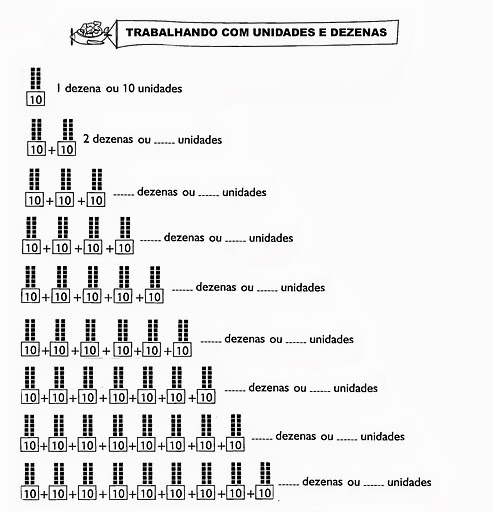 TRABALHANDO COM UNIDADES E DEZENAS
10 1 dezena ou 10 unidades
10 + 10 2 dezenas ou ...... unidades
10 + 10 + 10 ...... dezenas ou ...... unidades
10 + 10 + 10 + 10 ...... dezenas ou ...... unidades
10 + 10 + 10 + 10 + 10 ...... dezenas ou ...... unidades
10 + 10 + 10 + 10 + 10 + 10 ...... dezenas ou ...... unidades
10 + 10 + 10 + 10 + 10 + 10 + 10 ...... dezenas ou ...... unidades
10 + 10 + 10 + 10 + 10 + 10 + 10 + 10 ...... dezenas ou ...... unidades
10 + 10 + 10 + 10 + 10 + 10 + 10 + 10 + 10 ...... dezenas ou ...... unidades